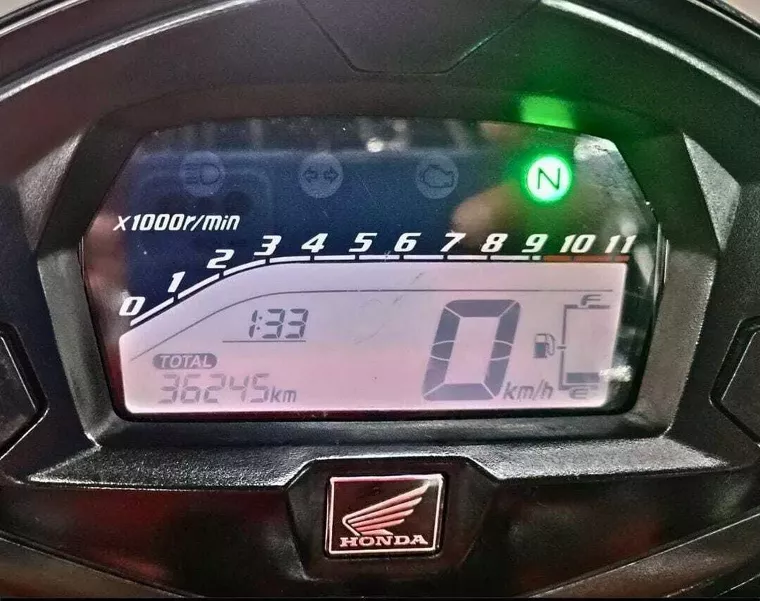 N
x1000r/min
0 1 2 3 4 5 6 7 8 9 10 11
1:33
F
TOTAL
36245km
0 km/h
E
HONDA